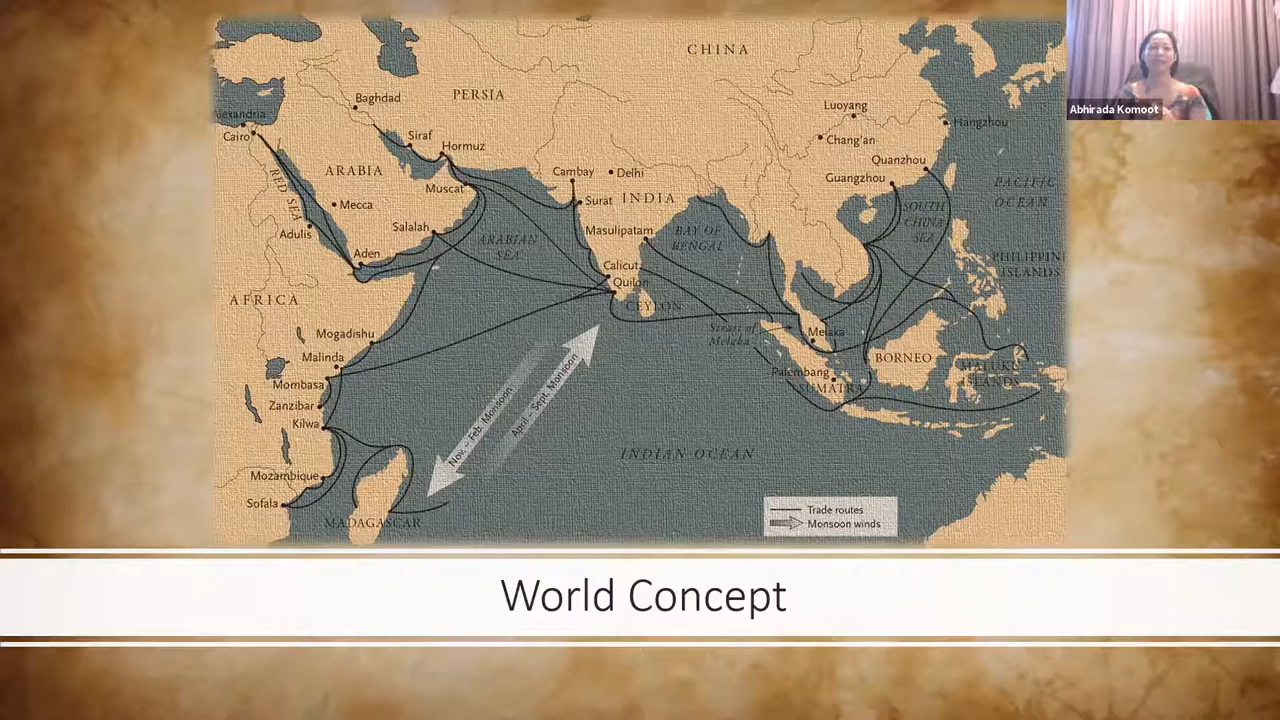 CHINA
Baghdad
PERSIA
Luoyang
exandria
Hangzhou
Cairo
Siraf
Chang'an
Hormuz
Quanzhou
ARABIA
Cambay
Delhi
Guangzhou
PACIFIC
OCEAN
RED SEA
Muscat
Surat
INDIA
Mecca
SOUTH
CHINA
SEA
Salalah
Masulipatam
BAY OF
BENGAL
Adulis
ARABIAN
SEA
Aden
PHILIPPIN
ISLANDS
Calicut
Quilon
AFRICA
CEYLON
Strait of
Melaka
Melaka
Mogadishu
Malinda
BORNEO
MALUKU
ISLANDS
Mombasa
Palembang
SUMATRA
Zanzibar
Kilwa
Nov. – Feb. Monsoon
April – Sept. Monsoon
INDIAN OCEAN
Mozambique
Sofala
MADAGASCAR
Trade routes
Monsoon winds
Abhirada Komoot
World Concept